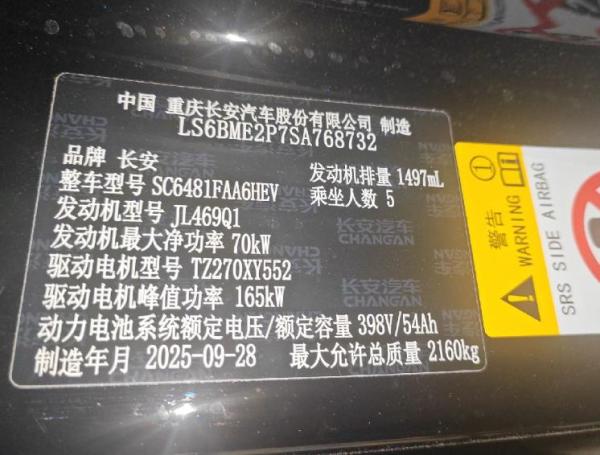 中国 重庆长安汽车股份有限公司 制造
LS6BME2P7SA768732
品牌 长安
发动机排量 1497mL
整车型号 SC6481FAA6HEV
乘坐人数 5
发动机型号 JL469Q1
发动机最大净功率 70kW
驱动电机型号 TZ270XY552
驱动电机峰值功率 165kW
动力电池系统额定电压/额定容量 398V/54Ah
制造年月 2025-09-28 最大允许总质量 2160kg
长安汽车
CHANGAN
警告
WARNING
SRS SIDE AIRBAG